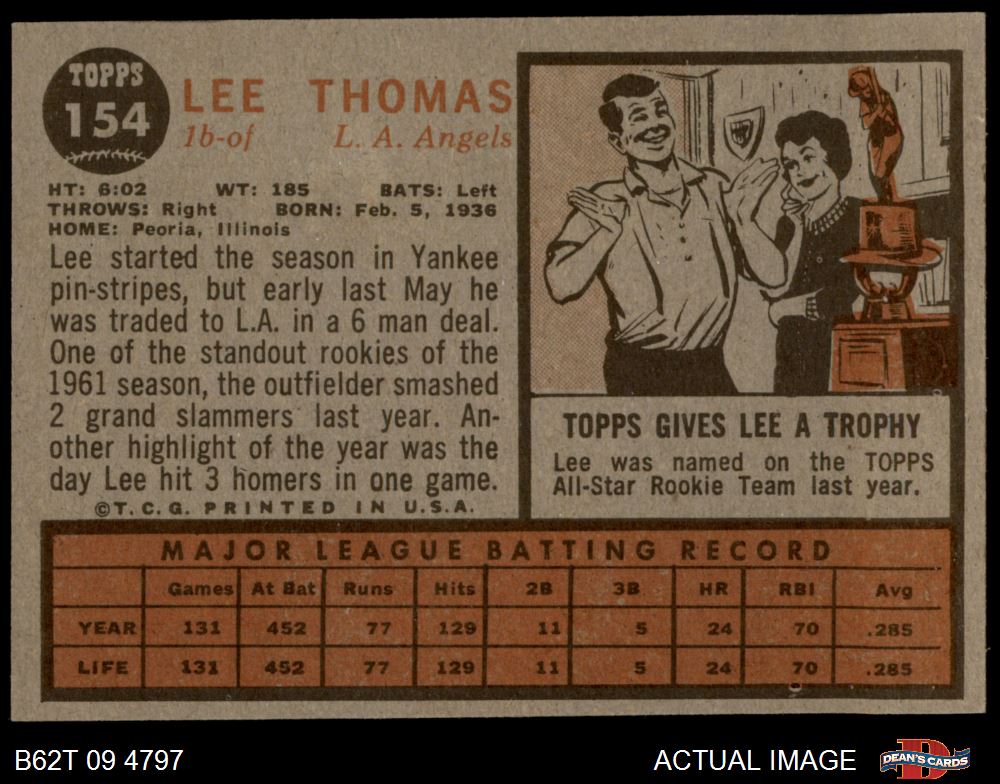 TOPPS
154
LEE THOMAS
1b-of L. A. Angels
HT: 6:02 WT: 185 BATS: Left
THROWS: Right BORN: Feb. 5, 1936
HOME: Peoria, Illinois
Lee started the season in Yankee
pin-stripes, but early last May he
was traded to L.A. in a 6 man deal.
One of the standout rookies of the
1961 season, the outfielder smashed
2 grand slammers last year. An-
other highlight of the year was the
day Lee hit 3 homers in one game.
©T. C. G. PRINTED IN U.S.A.
TOPPS GIVES LEE A TROPHY
Lee was named on the TOPPS
All-Star Rookie Team last year.
MAJOR LEAGUE BATTING RECORD
Games At Bat Runs Hits 2B 3B HR RBI Avg
YEAR 131 452 77 129 11 5 24 70 .285
LIFE 131 452 77 129 11 5 24 70 .285
B62T 09 4797
ACTUAL IMAGE
D
DEAN'S CARDS